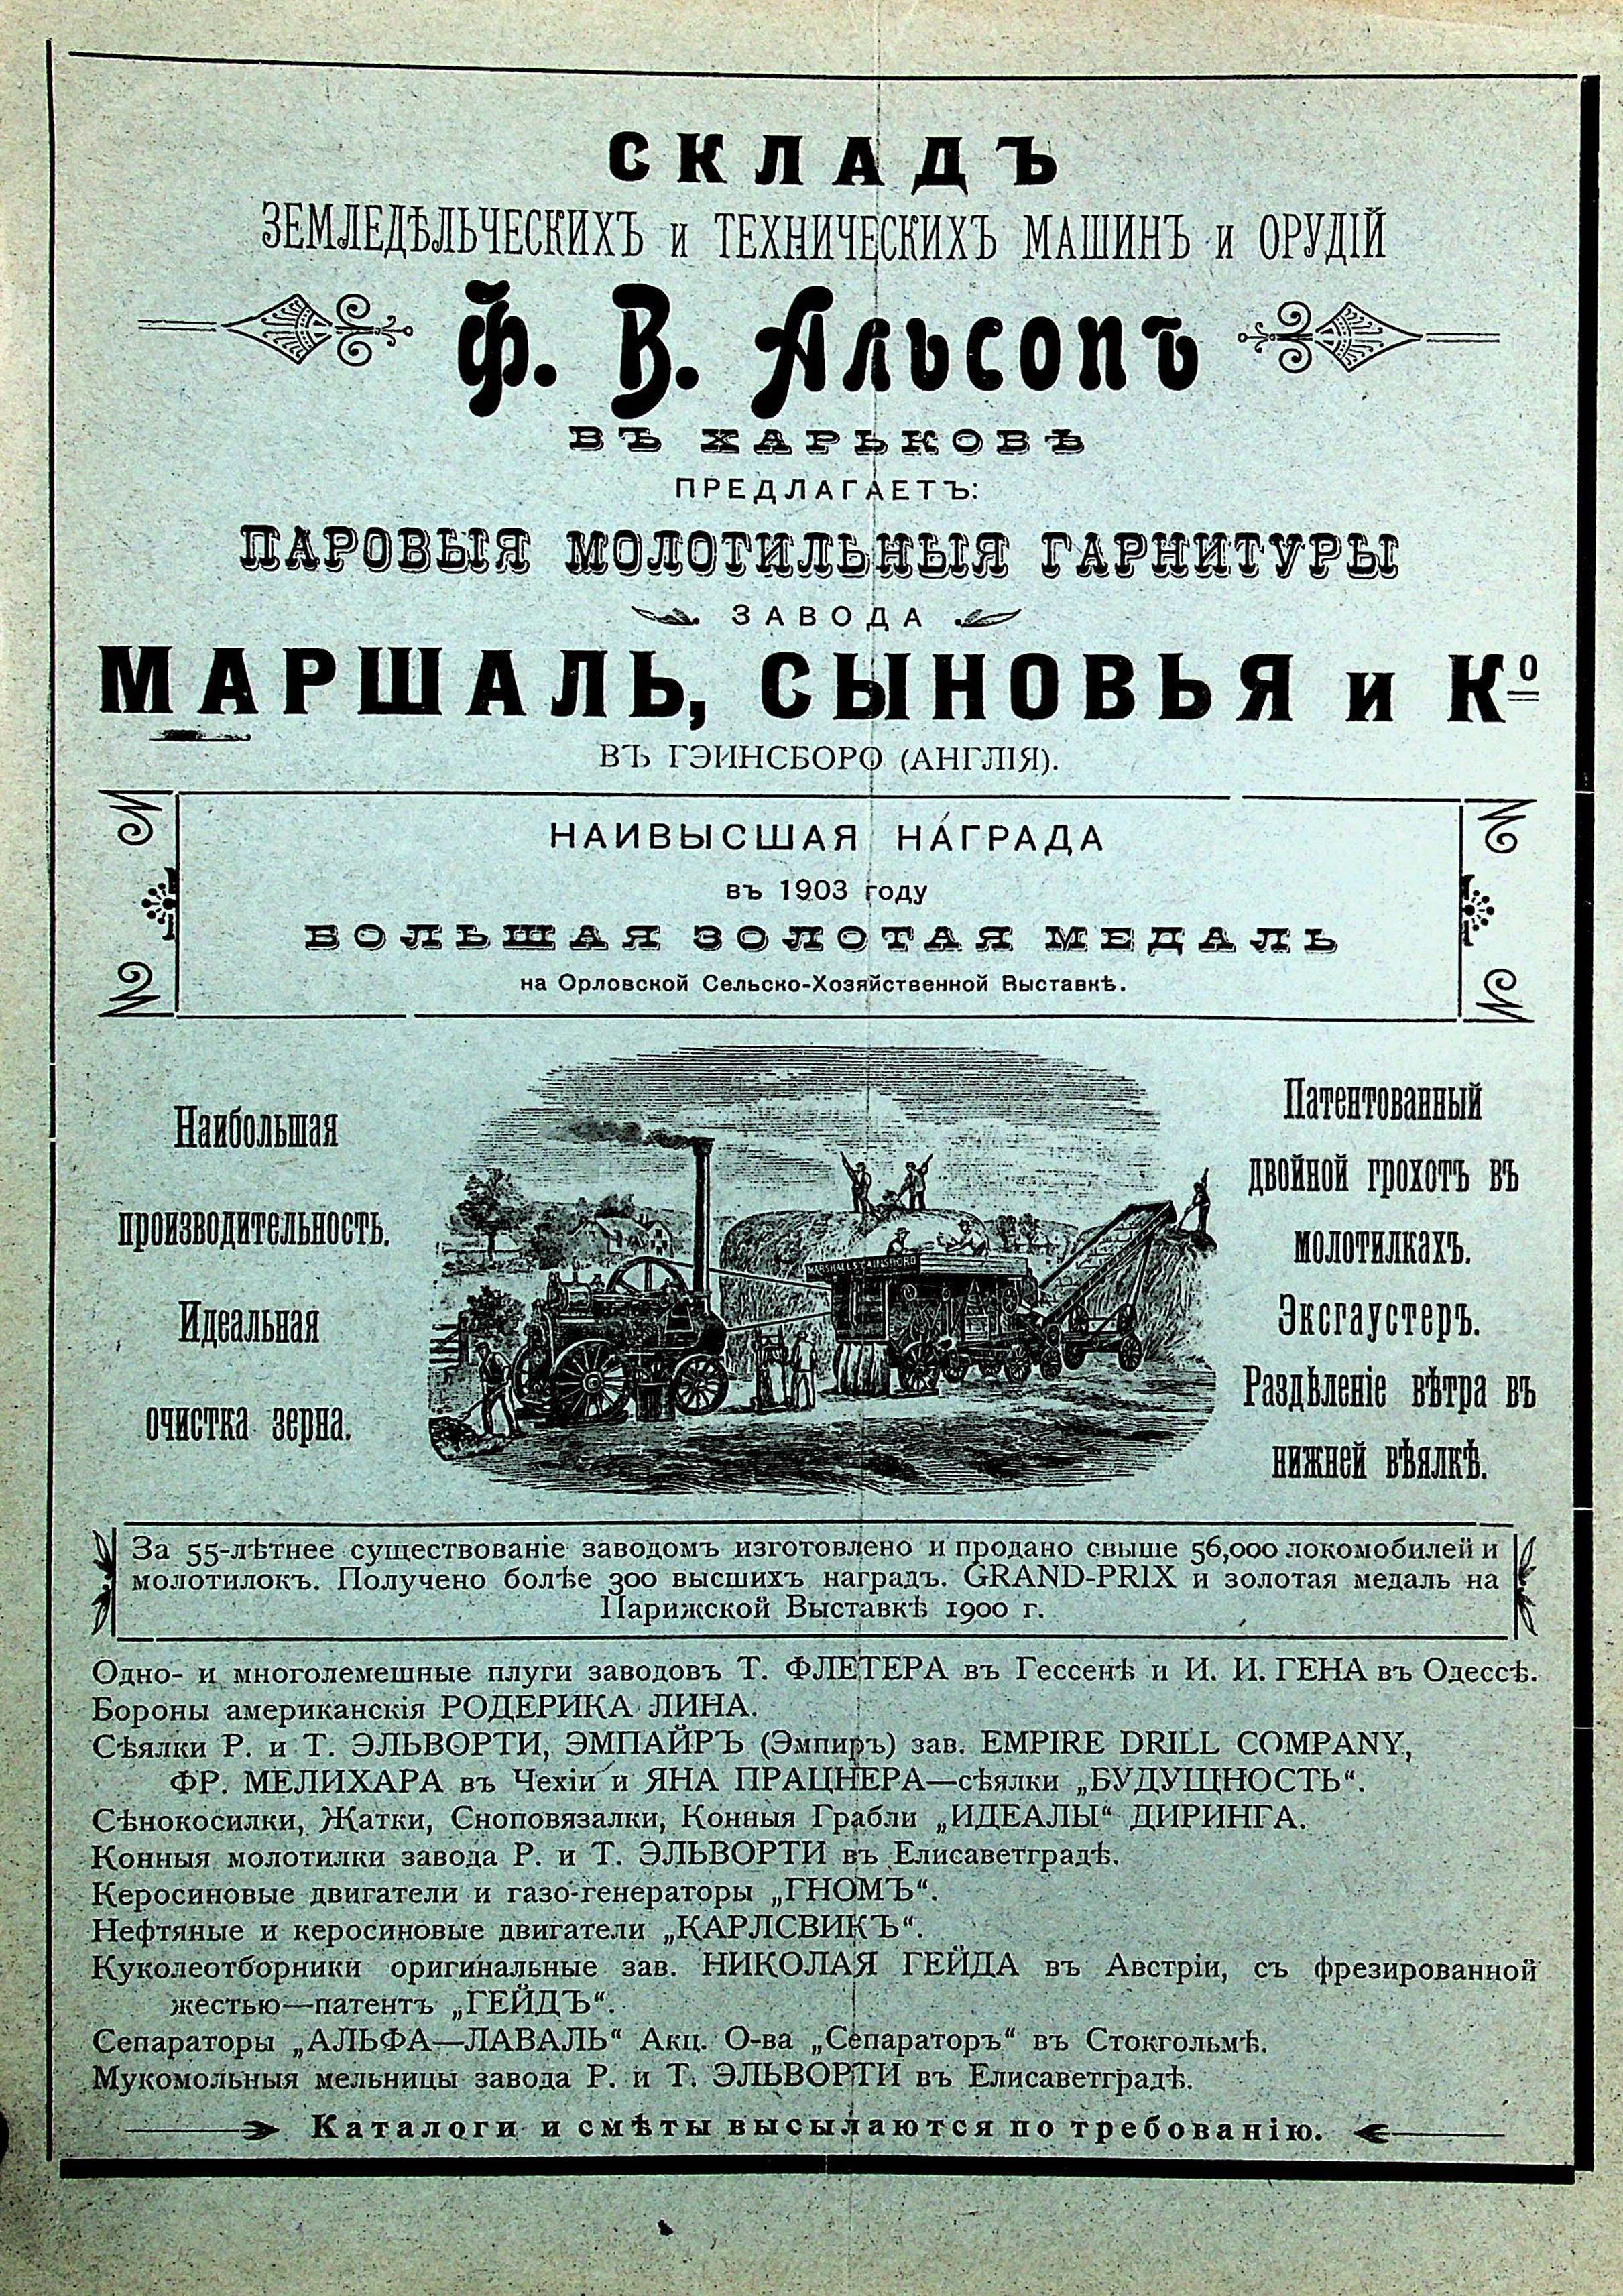 СКЛАДЪ
ЗЕМЛЕДѢЛЬЧЕСКИХЪ и ТЕХНИЧЕСКИХЪ МАШИНЪ и ОРУДІЙ
Ф. В. Альсопъ
ВЪ ХАРЬКОВѢ
ПРЕДЛАГАЕТЪ:
ПАРОВЫЯ МОЛОТИЛЬНЫЯ ГАРНИТУРЫ
ЗАВОДА
МАРШАЛЬ, СЫНОВЬЯ и Кº
ВЪ ГЭИНСБОРО (АНГЛІЯ).
НАИВЫСШАЯ НАГРАДА
въ 1903 году
БОЛЬШАЯ ЗОЛОТАЯ МЕДАЛЬ
на Орловской Сельско-Хозяйственной Выставкѣ.
Наибольшая
производительность.
Идеальная
очистка зерна.
MARSHALL S GAINSBORO
Патентованный
двойной грохотъ въ
молотилкахъ.
Эксгаустеръ.
Раздѣленіе вѣтра въ
нижней вѣялкѣ.
За 55-лѣтнее существованіе заводомъ изготовлено и продано свыше 56,000 локомобилей и
молотилокъ. Получено болѣе 300 высшихъ наградъ. GRAND-PRIX и золотая медаль на
Парижской Выставкѣ 1900 г.
Одно- и многолемешные плуги заводовъ Т. ФЛЕТЕРА въ Гессенѣ и И. И. ГЕНА въ Одессѣ.
Бороны американскія РОДЕРИКА ЛИНА.
Сѣялки Р. и Т. ЭЛЬВОРТИ, ЭМПАЙРЪ (Эмпиръ) зав. EMPIRE DRILL COMPANY,
ФР. МЕЛИХАРА въ Чехіи и ЯНА ПРАЦНЕРА—сѣялки „БУДУЩНОСТЬ“.
Сѣнокосилки, Жатки, Сноповязалки, Конныя Грабли „ИДЕАЛЫ“ ДИРИНГА.
Конныя молотилки завода Р. и Т. ЭЛЬВОРТИ въ Елисаветградѣ.
Керосиновые двигатели и газо-генераторы „ГНОМЪ“.
Нефтяные и керосиновые двигатели „КАРЛСВИКЪ“.
Куколеотборники оригинальные зав. НИКОЛАЯ ГЕЙДА въ Австріи, съ фрезированной
жестью—патентъ „ГЕЙДЪ“.
Сепараторы „АЛЬФА—ЛАВАЛЬ“ Акц. О-ва „Сепараторъ“ въ Стокгольмѣ.
Мукомольныя мельницы завода Р. и Т. ЭЛЬВОРТИ въ Елисаветградѣ.
Каталоги и смѣты высылаются по требованію.